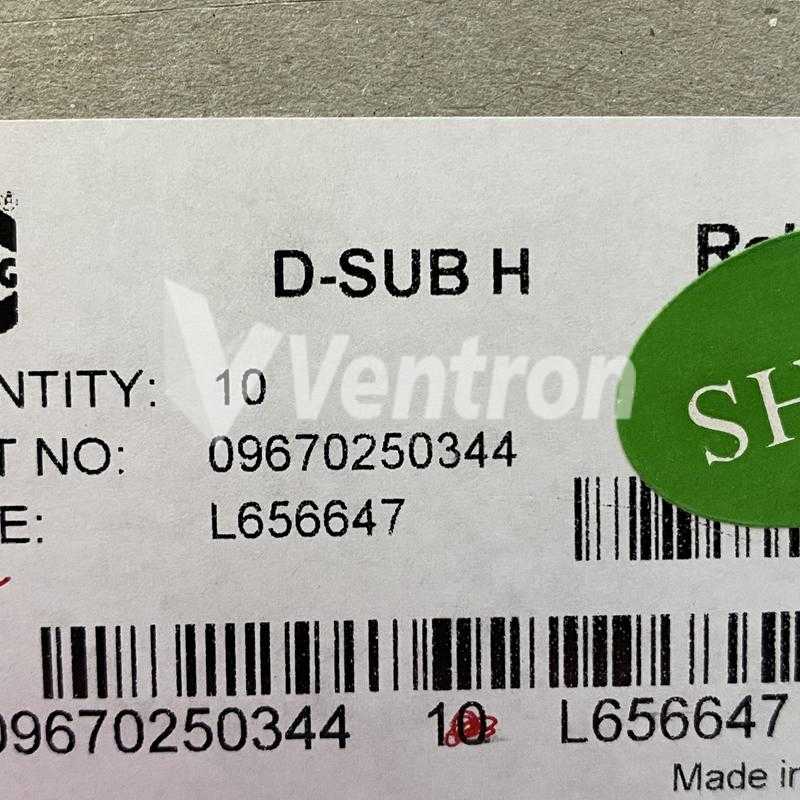 D-SUB H
Ventron
NTITY: 10
T NO: 09670250344
E: L656647
SH
09670250344 10 L656647
Made in